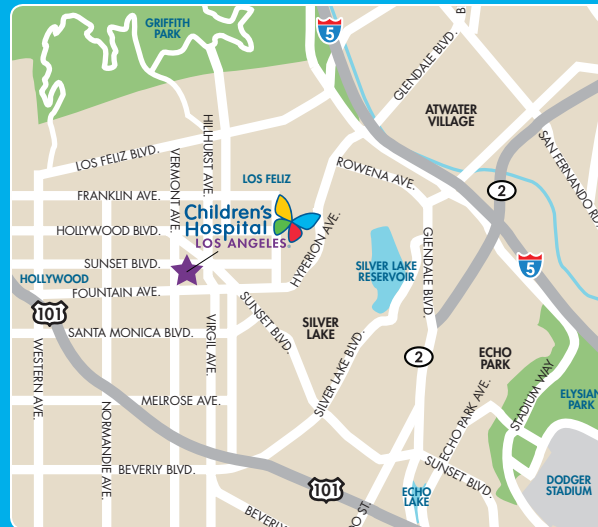 GRIFFITH
PARK
5
GLENDALE BLVD.
B
ATWATER
VILLAGE
SAN FERNANDO RD.
LOS FELIZ BLVD.
HILLHURST AVE.
VERMONT AVE.
LOS FELIZ
ROWENA AVE.
2
FRANKLIN AVE.
HOLLYWOOD BLVD.
Children's
Hospital
LOS ANGELES
HYPERION AVE.
SUNSET BLVD.
HOLLYWOOD
FOUNTAIN AVE.
SILVER LAKE
RESERVOIR
GLENDALE BLVD.
5
101
SANTA MONICA BLVD.
VIRGIL AVE.
SUNSET BLVD.
SILVER
LAKE
2
ECHO
PARK
WESTERN AVE.
NORMANDIE AVE.
MELROSE AVE.
SILVER LAKE BLVD.
ECHO PARK AVE.
STADIUM WAY
ELYSIAN
PARK
BEVERLY BLVD.
101
SUNSET BLVD.
ECHO
LAKE
DODGER
STADIUM
BEVERLY
O ST.